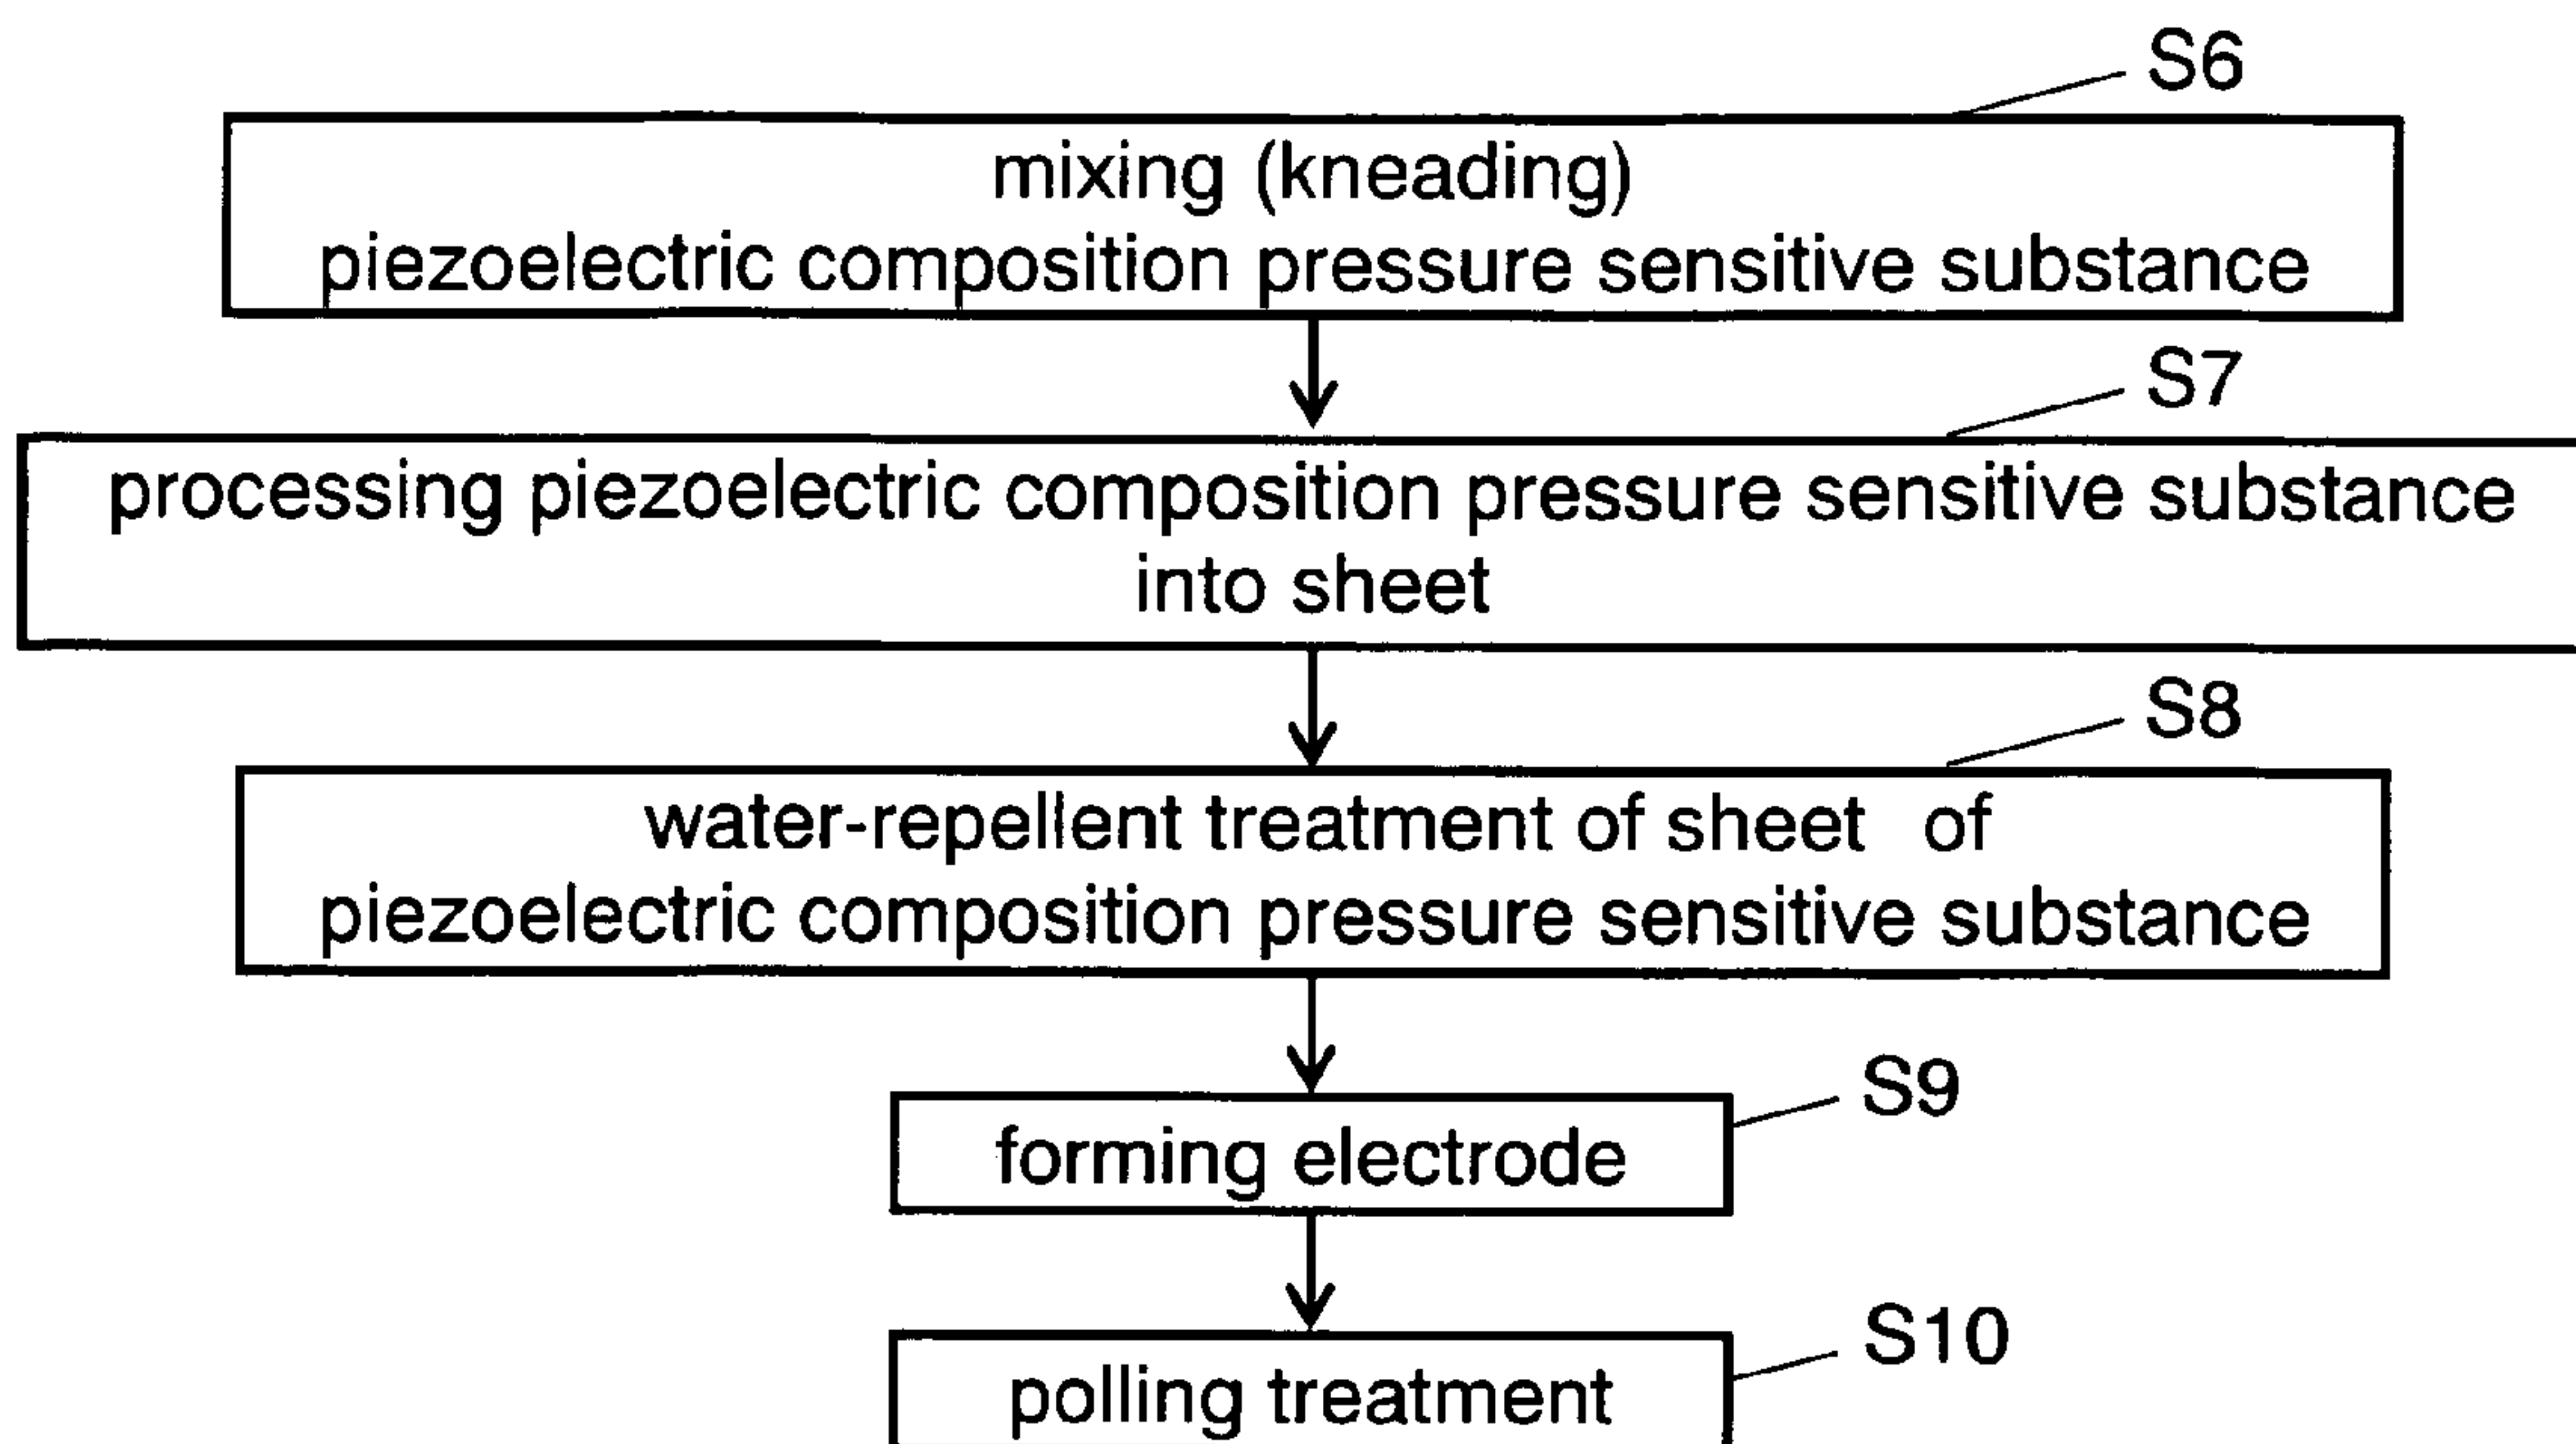 S6
mixing (kneading)
piezoelectric composition pressure sensitive substance
S7
processing piezoelectric composition pressure sensitive substance
into sheet
S8
water-repellent treatment of sheet of
piezoelectric composition pressure sensitive substance
S9
forming electrode
S10
polling treatment